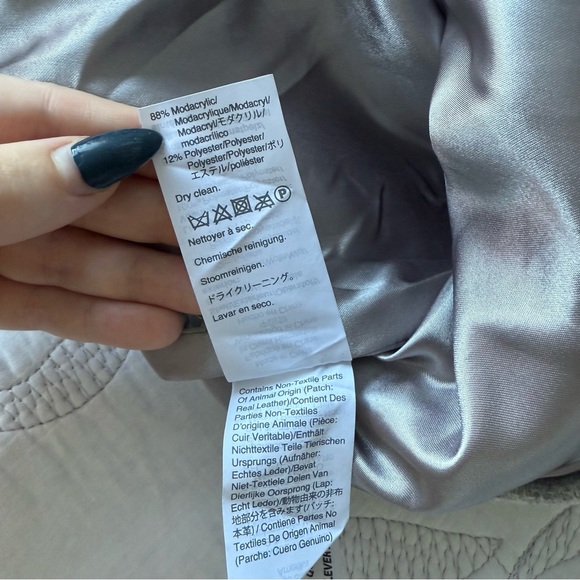 88% Modacrylic/
Modacrylique/Modacryl/
Modacryl/モダクリル/
modacrílico
12% Polyester/Polyester/
Polyester/Polyester/ポリ
エステル/poliéster
Dry clean.
P
Nettoyer à sec.
Chemische reinigung.
Stoomreinigen.
ドライクリーニング。
Lavar en seco.
Contains Non-Textile Parts
Of Animal Origin (Patch:
Real Leather)/Contient Des
Parties Non-Textiles
D'origine Animale (Pièce:
Cuir Veritable)/Enthält
Nichttextile Teile Tierischen
Ursprungs (Aufnäher:
Echtes Leder)/Bevat
Niet-Textiele Delen Van
Dierlijke Oorsprong (Lap:
Echt Leder)/動物由来の非布
地部分を含みます(パッチ:
本革) / Contiene Partes No
Textiles De Origen Animal
(Parche: Cuero Genuino)